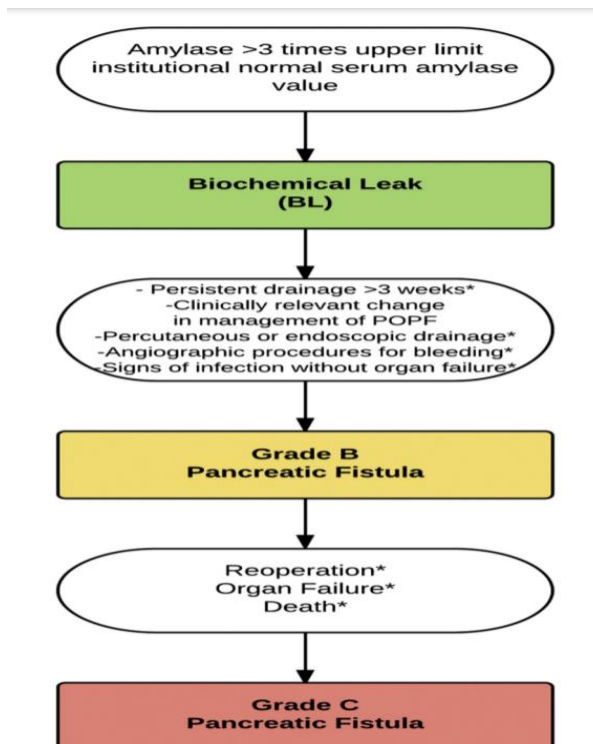 Amylase >3 times upper limit
institutional normal serum amylase
value
Biochemical Leak
(BL)
- Persistent drainage >3 weeks*
-Clinically relevant change
in management of POPF
-Percutaneous or endoscopic drainage*
-Angiographic procedures for bleeding*
-Signs of infection without organ failure*
Grade B
Pancreatic Fistula
Reoperation*
Organ Failure*
Death*
Grade C
Pancreatic Fistula